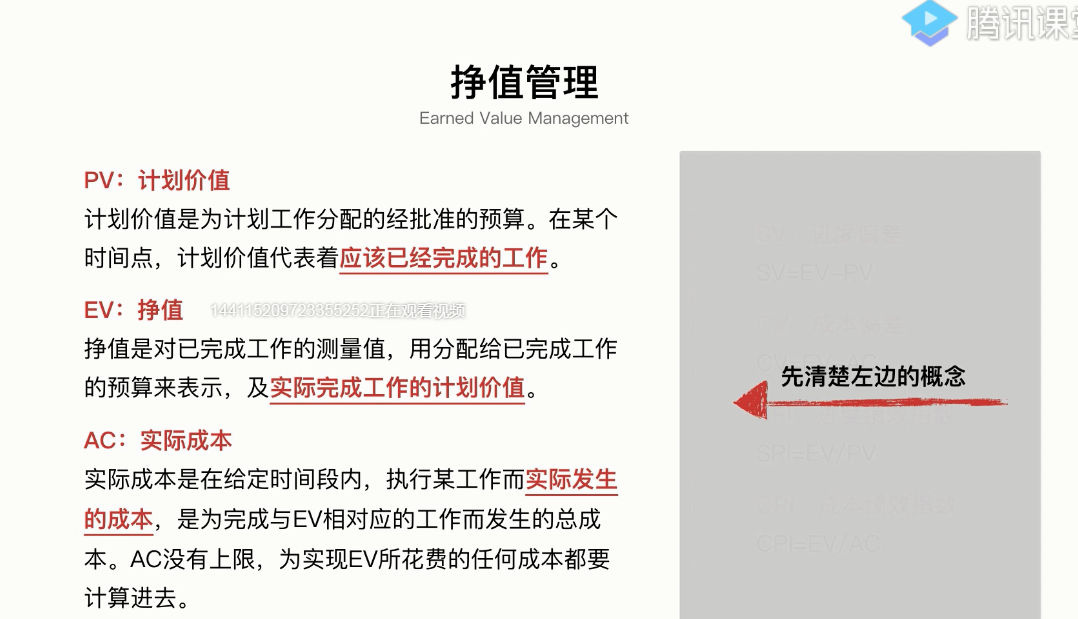 腾讯课堂
挣值管理
Earned Value Management
PV：计划价值
计划价值是为计划工作分配的经批准的预算。在某个
时间点，计划价值代表着应该已经完成的工作。
EV：挣值
144115209723355252正在观看视频
挣值是对已完成工作的测量值，用分配给已完成工作
的预算来表示，及实际完成工作的计划价值。
AC：实际成本
实际成本是在给定时间段内，执行某工作而实际发生
的成本，是为完成与EV相对应的工作而发生的总成
本。AC没有上限，为实现EV所花费的任何成本都要
计算进去。
SV=EV-PV
CV=EV-AC
先清楚左边的概念
SPI=EV/PV
CPI=EV/AC